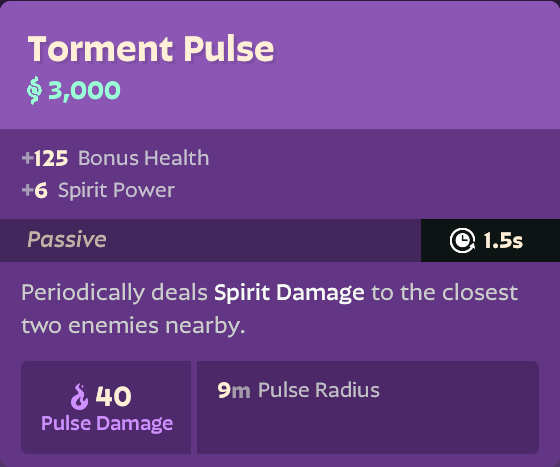 Torment Pulse
3,000
+125 Bonus Health
+6 Spirit Power
Passive
1.5s
Periodically deals Spirit Damage to the closest
two enemies nearby.
40
Pulse Damage
9m Pulse Radius